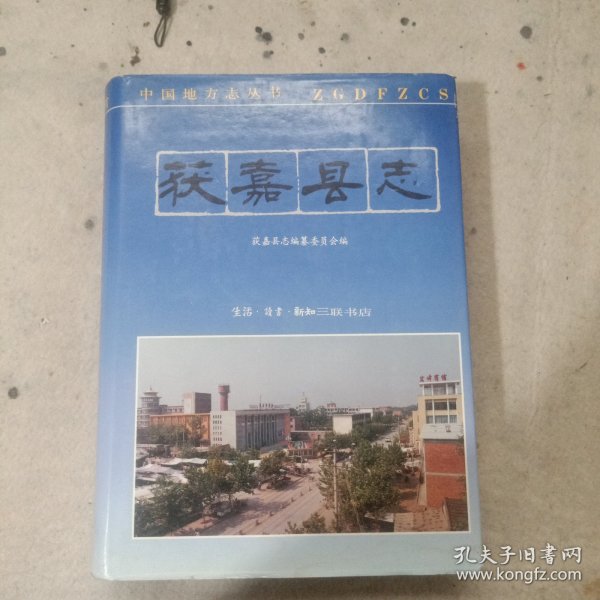 中国地方志丛书 ZGDFZCS
获嘉县志
获嘉县志编纂委员会编
生活·讀書·新知三联书店
孔夫子旧书网
www.kongfz.com